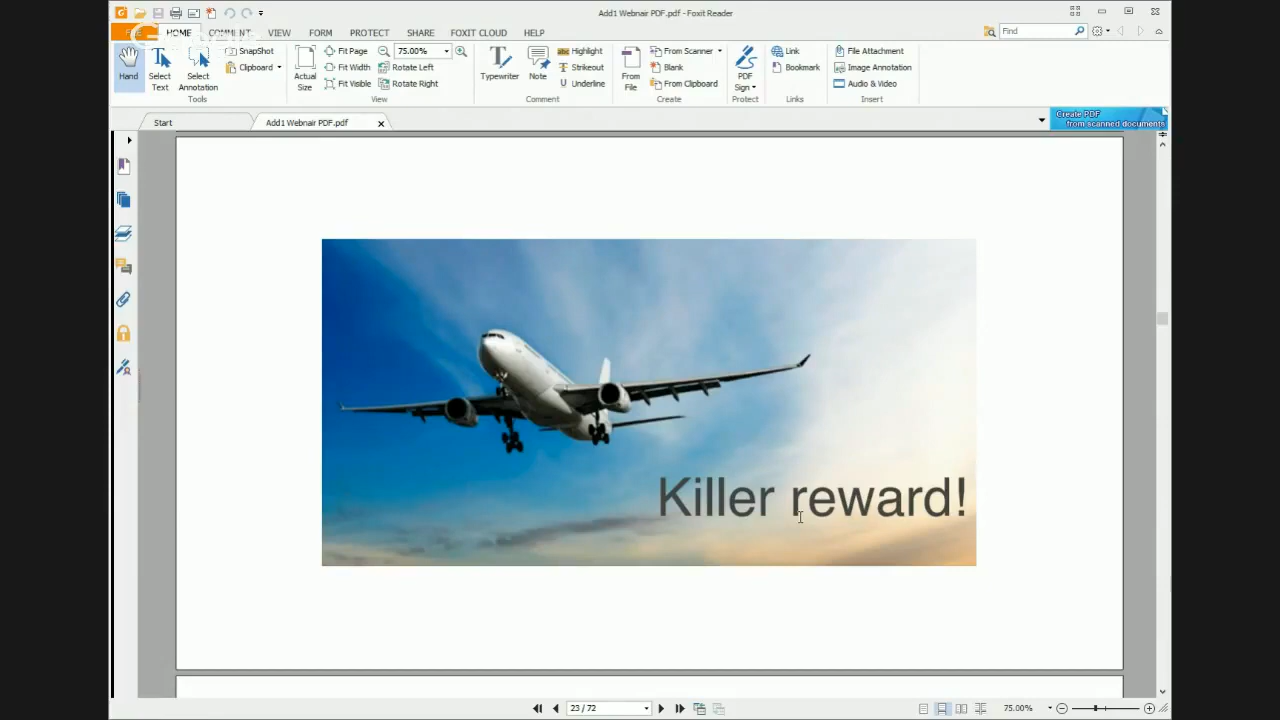 Add1 Webnair PDF.pdf - Foxit Reader
HOME COMMENT VIEW FORM PROTECT SHARE FOXIT CLOUD HELP
Find
Hand
Select Text
Select Annotation
SnapShot
Clipboard
Tools
Actual Size
Fit Page
Fit Width
Fit Visible
75.00%
Rotate Left
Rotate Right
View
Typewriter
Note
Highlight
Strikeout
Underline
Comment
From File
From Scanner
Blank
From Clipboard
Create
PDF Sign
Protect
Link
Bookmark
Links
File Attachment
Image Annotation
Audio & Video
Insert
Start
Add1 Webnair PDF.pdf
Create PDF
from scanned documents
Killer reward!
23 / 72
75.00%